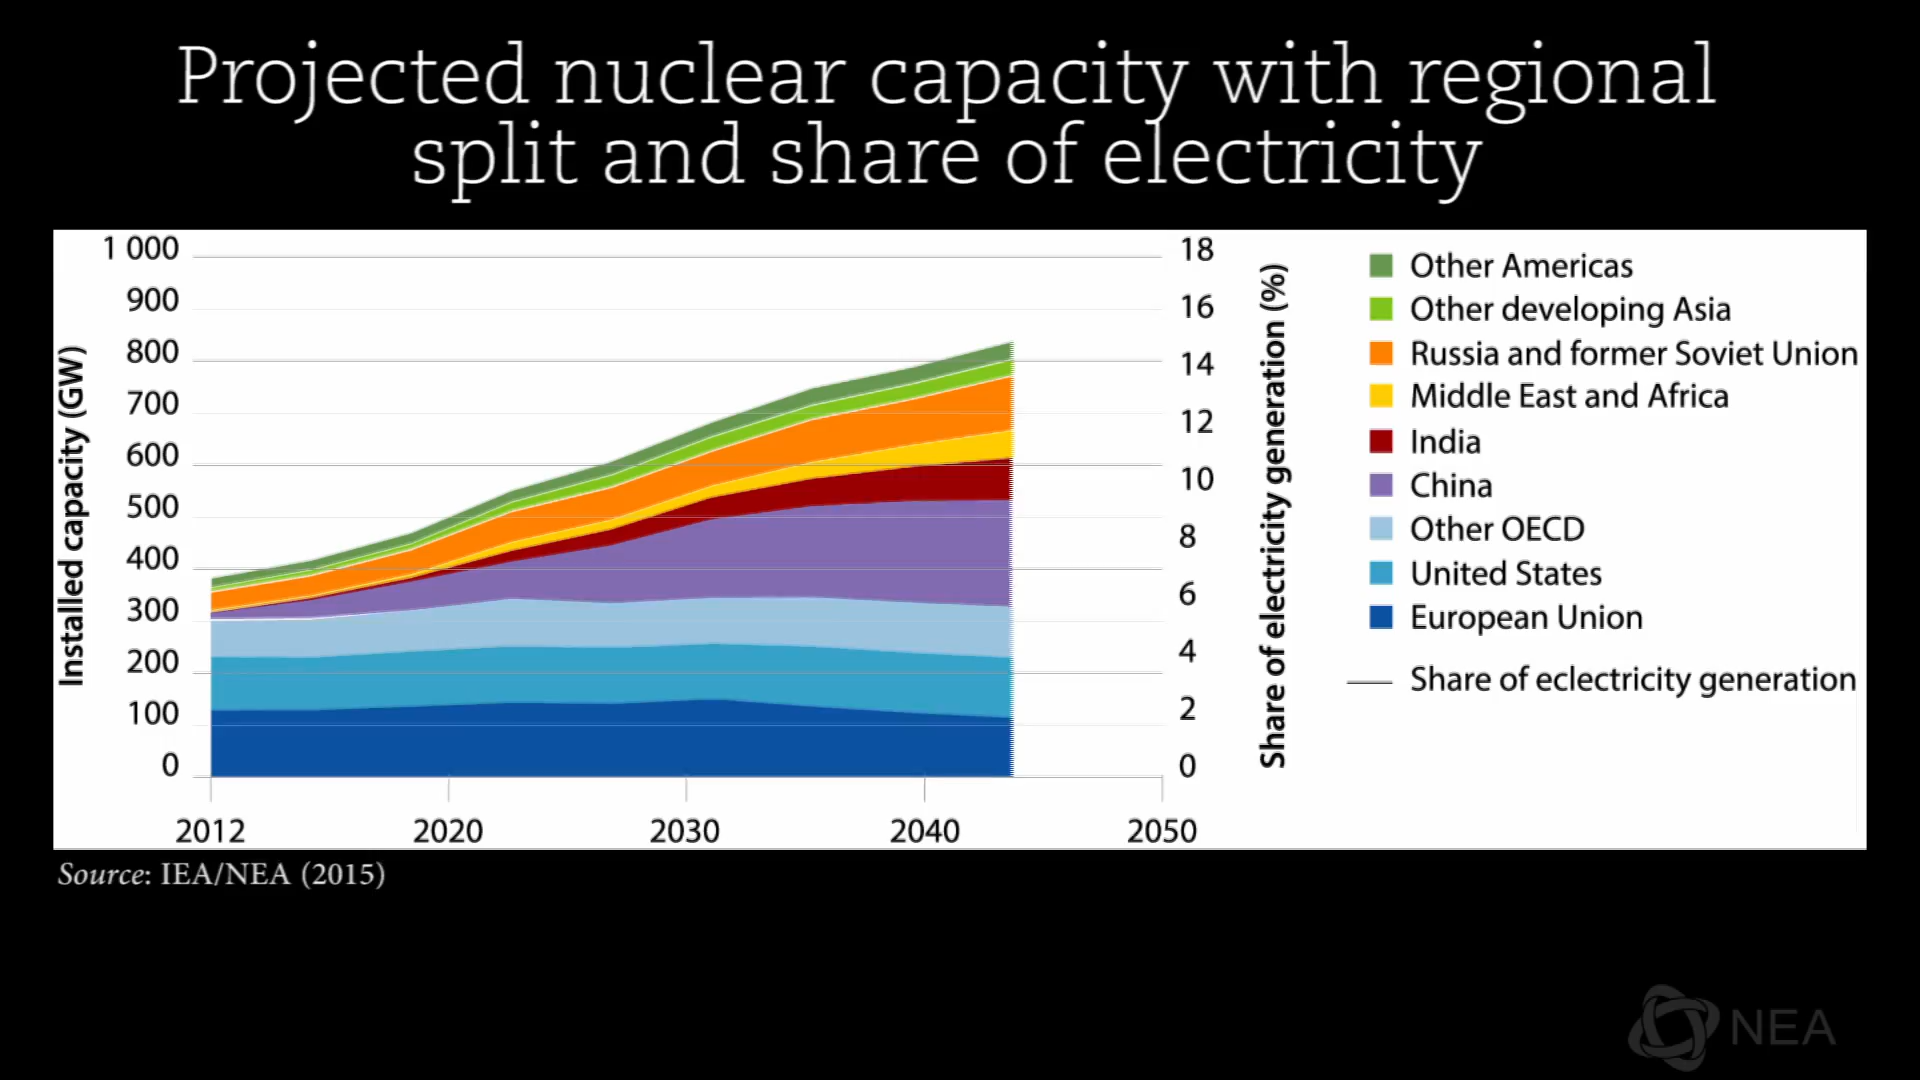 Projected nuclear capacity with regional
split and share of electricity
1 000
900
800
700
600
500
400
300
200
100
0
Installed capacity (GW)
18
16
14
12
10
8
6
4
2
0
Share of electricity generation (%)
2012 2020 2030 2040 2050
Other Americas
Other developing Asia
Russia and former Soviet Union
Middle East and Africa
India
China
Other OECD
United States
European Union
Share of eclectricity generation
Source: IEA/NEA (2015)
NEA